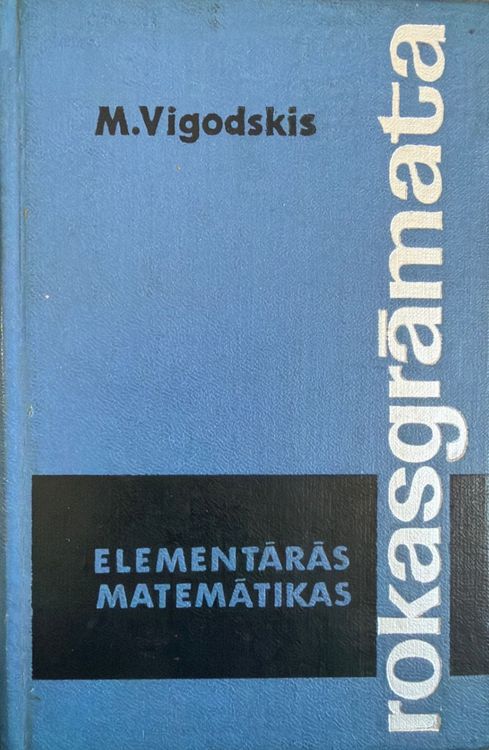 M.Vigodskis
ELEMENTĀRĀS
MATEMĀTIKAS
rokasgrāmata